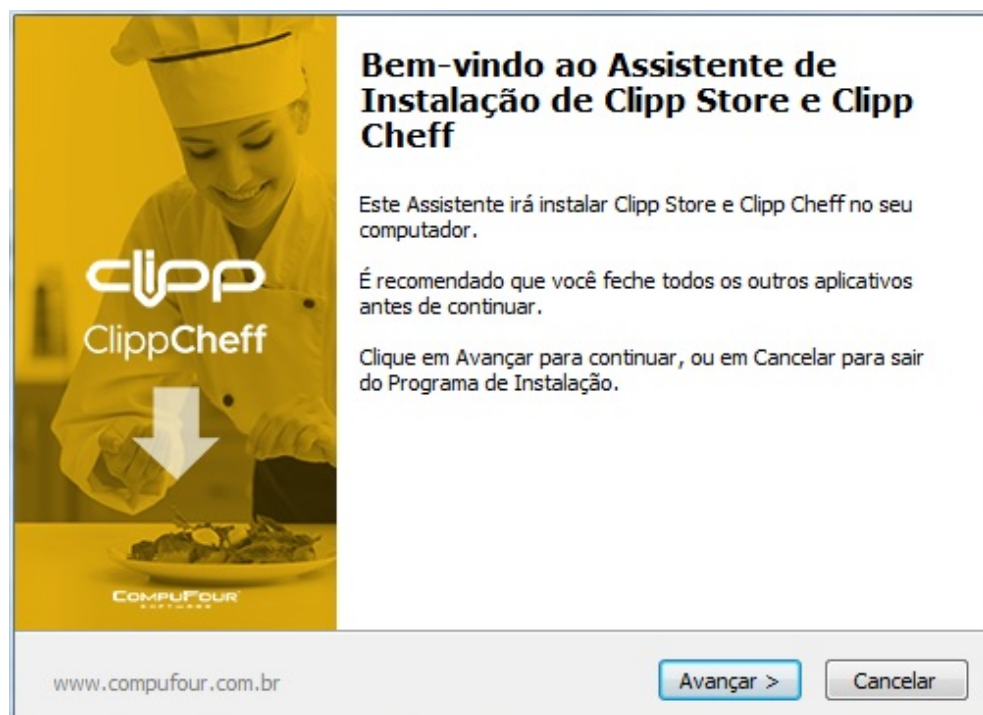 Bem-vindo ao Assistente de
Instalação de Clipp Store e Clipp
Cheff
Este Assistente irá instalar Clipp Store e Clipp Cheff no seu
computador.
É recomendado que você feche todos os outros aplicativos
antes de continuar.
Clique em Avançar para continuar, ou em Cancelar para sair
do Programa de Instalação.
clipp
ClippCheff
COMPUFOUR
SOFTWARE
www.compufour.com.br
Avançar >
Cancelar